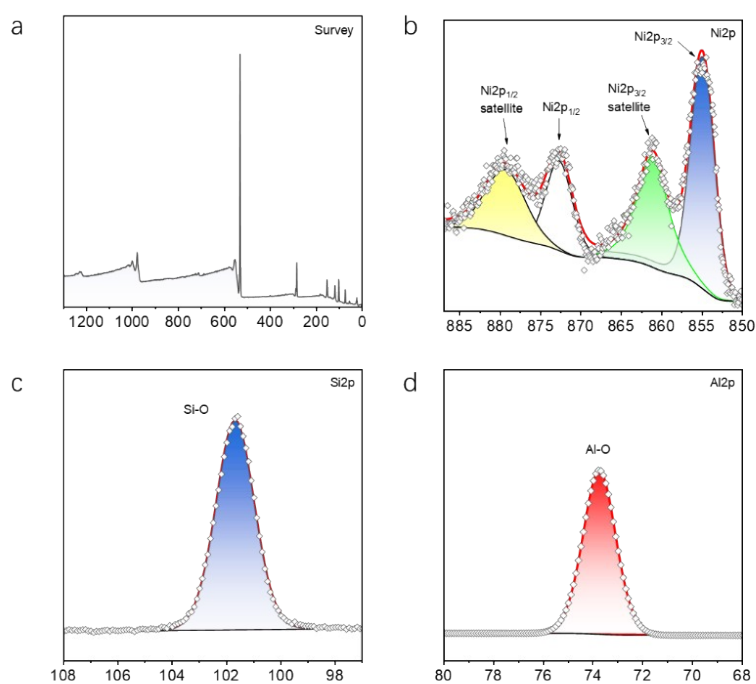 a
Survey
1200 1000 800 600 400 200 0
b
Ni2p
Ni2p3/2
Ni2p1/2
satellite
Ni2p1/2
Ni2p3/2
satellite
885 880 875 870 865 860 855 850
c
Si2p
Si-O
108 106 104 102 100 98
d
Al2p
Al-O
80 78 76 74 72 70 68